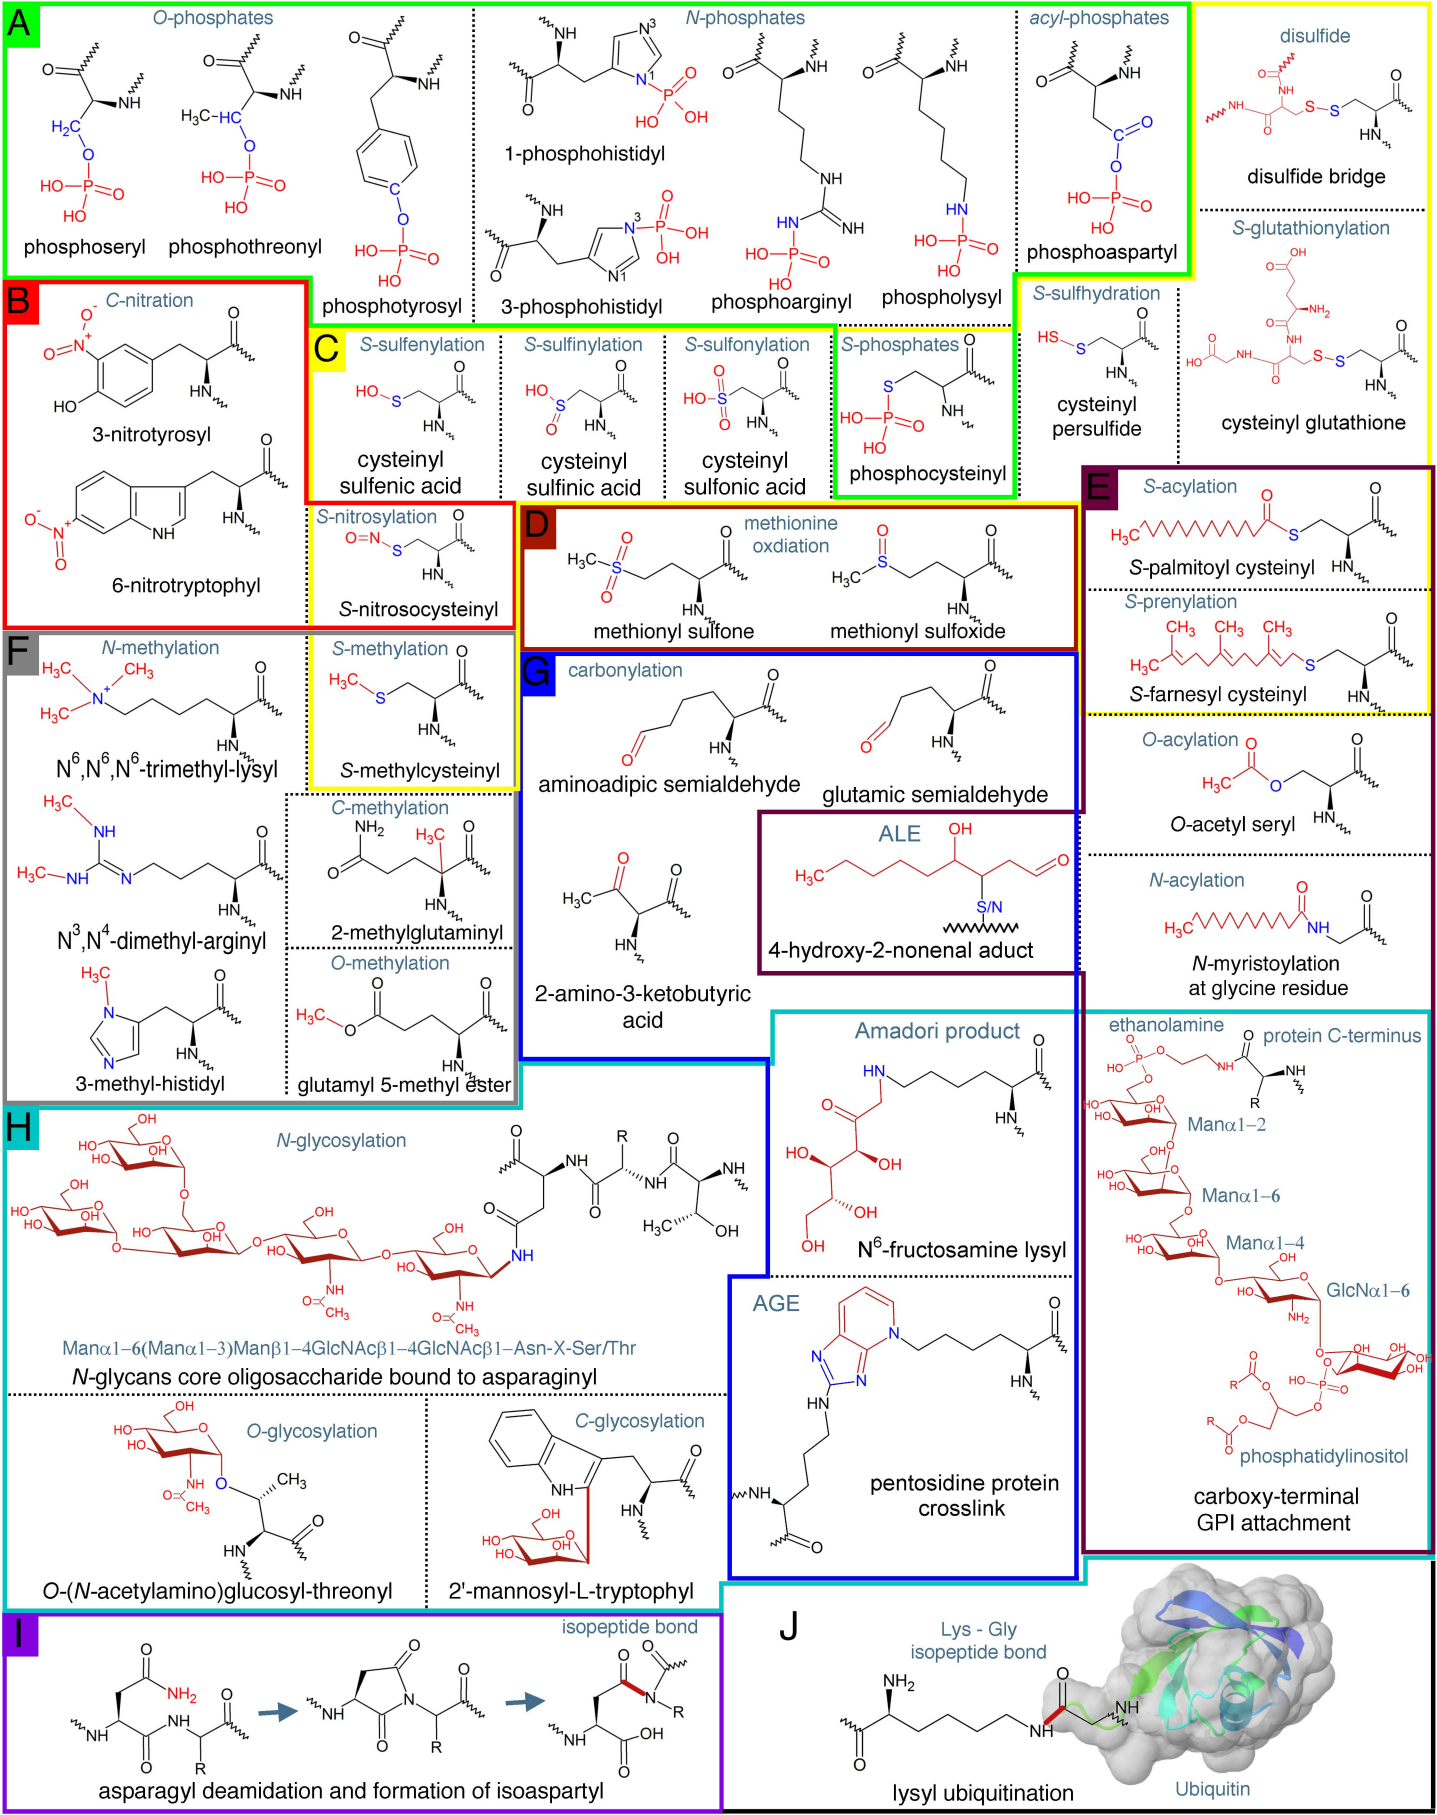 A
O-phosphates
phosphoseryl
phosphothreonyl
phosphotyrosyl
N-phosphates
1-phosphohistidyl
3-phosphohistidyl
phosphoarginyl
phospholysyl
acyl-phosphates
phosphoaspartyl
disulfide
disulfide bridge
S-glutathionylation
cysteinyl glutathione
S-sulfhydration
cysteinyl
persulfide
B
C-nitration
3-nitrotyrosyl
6-nitrotryptophyl
S-nitrosylation
S-nitrosocysteinyl
C
S-sulfenylation
cysteinyl
sulfenic acid
S-sulfinylation
cysteinyl
sulfinic acid
S-sulfonylation
cysteinyl
sulfonic acid
S-phosphates
phosphocysteinyl
D
methionine
oxdiation
methionyl sulfone
methionyl sulfoxide
E
S-acylation
S-palmitoyl cysteinyl
S-prenylation
S-farnesyl cysteinyl
O-acylation
O-acetyl seryl
N-acylation
N-myristoylation
at glycine residue
F
N-methylation
N⁶,N⁶,N⁶-trimethyl-lysyl
N³,N⁴-dimethyl-arginyl
3-methyl-histidyl
S-methylation
S-methylcysteinyl
C-methylation
2-methylglutaminyl
O-methylation
glutamyl 5-methyl ester
G
carbonylation
aminoadipic semialdehyde
glutamic semialdehyde
2-amino-3-ketobutyric
acid
ALE
4-hydroxy-2-nonenal aduct
Amadori product
N⁶-fructosamine lysyl
AGE
pentosidine protein
crosslink
ethanolamine
protein C-terminus
Manα1–2
Manα1–6
Manα1–4
GlcNα1–6
phosphatidylinositol
carboxy-terminal
GPI attachment
H
N-glycosylation
Manα1–6(Manα1–3)Manβ1–4GlcNAcβ1–4GlcNAcβ1–Asn-X-Ser/Thr
N-glycans core oligosaccharide bound to asparaginyl
O-glycosylation
O-(N-acetylamino)glucosyl-threonyl
C-glycosylation
2'-mannosyl-L-tryptophyl
I
isopeptide bond
asparagyl deamidation and formation of isoaspartyl
J
Lys - Gly
isopeptide bond
lysyl ubiquitination
Ubiquitin